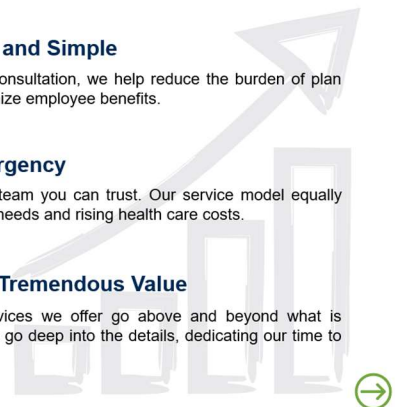 and Simple
onsultation, we help reduce the burden of plan
ize employee benefits.
rgency
team you can trust. Our service model equally
needs and rising health care costs.
Tremendous Value
vices we offer go above and beyond what is
go deep into the details, dedicating our time to